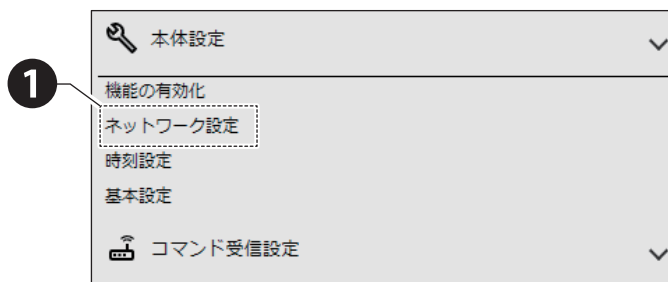 本体設定
1
機能の有効化
ネットワーク設定
時刻設定
基本設定
コマンド受信設定